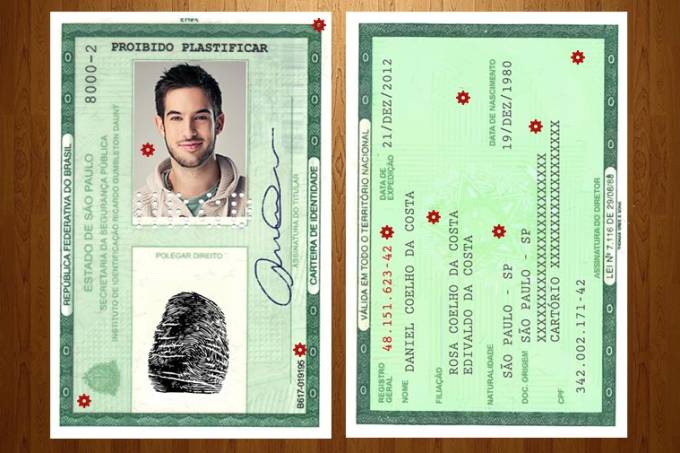 8000-2
PROIBIDO PLASTIFICAR
REPÚBLICA FEDERATIVA DO BRASIL
ESTADO DE SÃO PAULO
SECRETARIA DA SEGURANÇA PÚBLICA
INSTITUTO DE IDENTIFICAÇÃO RICARDO GUMBLETON DAUNT
POLEGAR DIREITO
ASSINATURA DO TITULAR
CARTEIRA DE IDENTIDADE
B617-019195
VÁLIDA EM TODO O TERRITÓRIO NACIONAL
REGISTRO GERAL 48.151.623-42 DATA DE EXPEDIÇÃO 21/DEZ/2012
NOME DANIEL COELHO DA COSTA
FILIAÇÃO ROSA COELHO DA COSTA
EDIVALDO DA COSTA
NATURALIDADE SÃO PAULO - SP DATA DE NASCIMENTO 19/DEZ/1980
DOC. ORIGEM SÃO PAULO - SP
XXXXXXXXXXXXXXXXXXXXXXXX
CARTÓRIO XXXXXXXXXXXXXXX
CPF 342.002.171-42
ASSINATURA DO DIRETOR
LEI Nº 7.116 DE 29/08/83